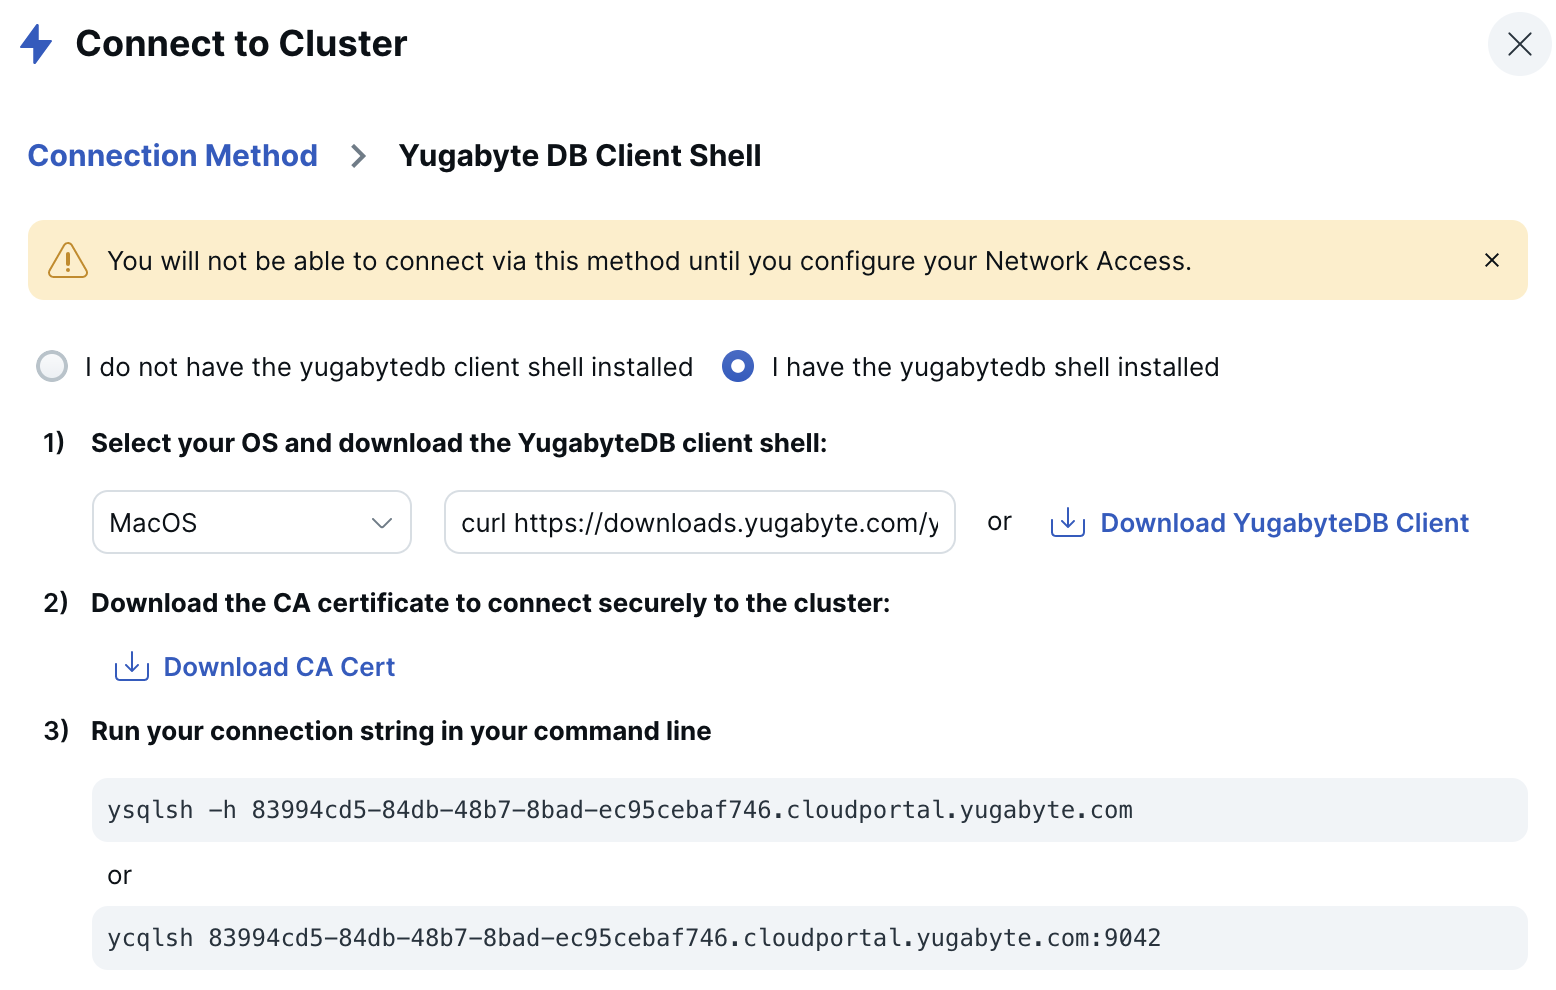 Connect to Cluster
Connection Method > Yugabyte DB Client Shell
You will not be able to connect via this method until you configure your Network Access.
I do not have the yugabytedb client shell installed I have the yugabytedb shell installed
1) Select your OS and download the YugabyteDB client shell:
MacOS curl https://downloads.yugabyte.com/y or Download YugabyteDB Client
2) Download the CA certificate to connect securely to the cluster:
Download CA Cert
3) Run your connection string in your command line
ysqlsh -h 83994cd5-84db-48b7-8bad-ec95cebaf746.cloudportal.yugabyte.com
or
ycqlsh 83994cd5-84db-48b7-8bad-ec95cebaf746.cloudportal.yugabyte.com:9042